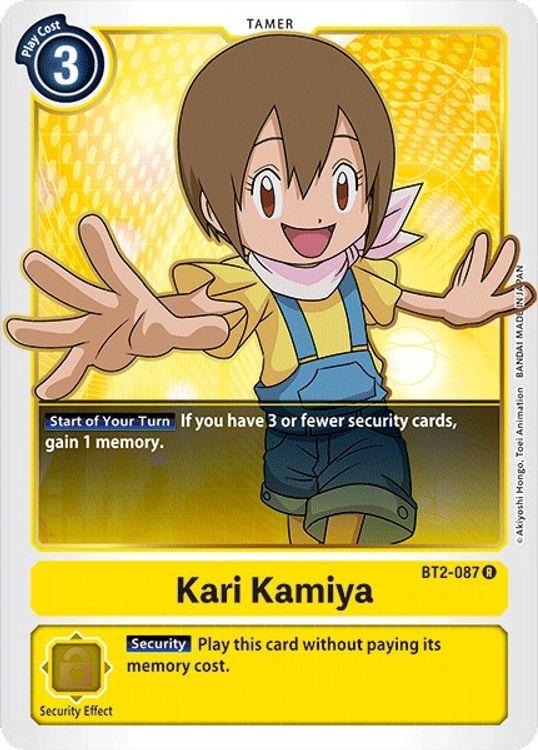 TAMER
Play Cost
3
Start of Your Turn If you have 3 or fewer security cards,
gain 1 memory.
© Akiyoshi Hongo, Toei Animation BANDAI MADE IN JAPAN
BT2-087 R
Kari Kamiya
Security Play this card without paying its
memory cost.
Security Effect